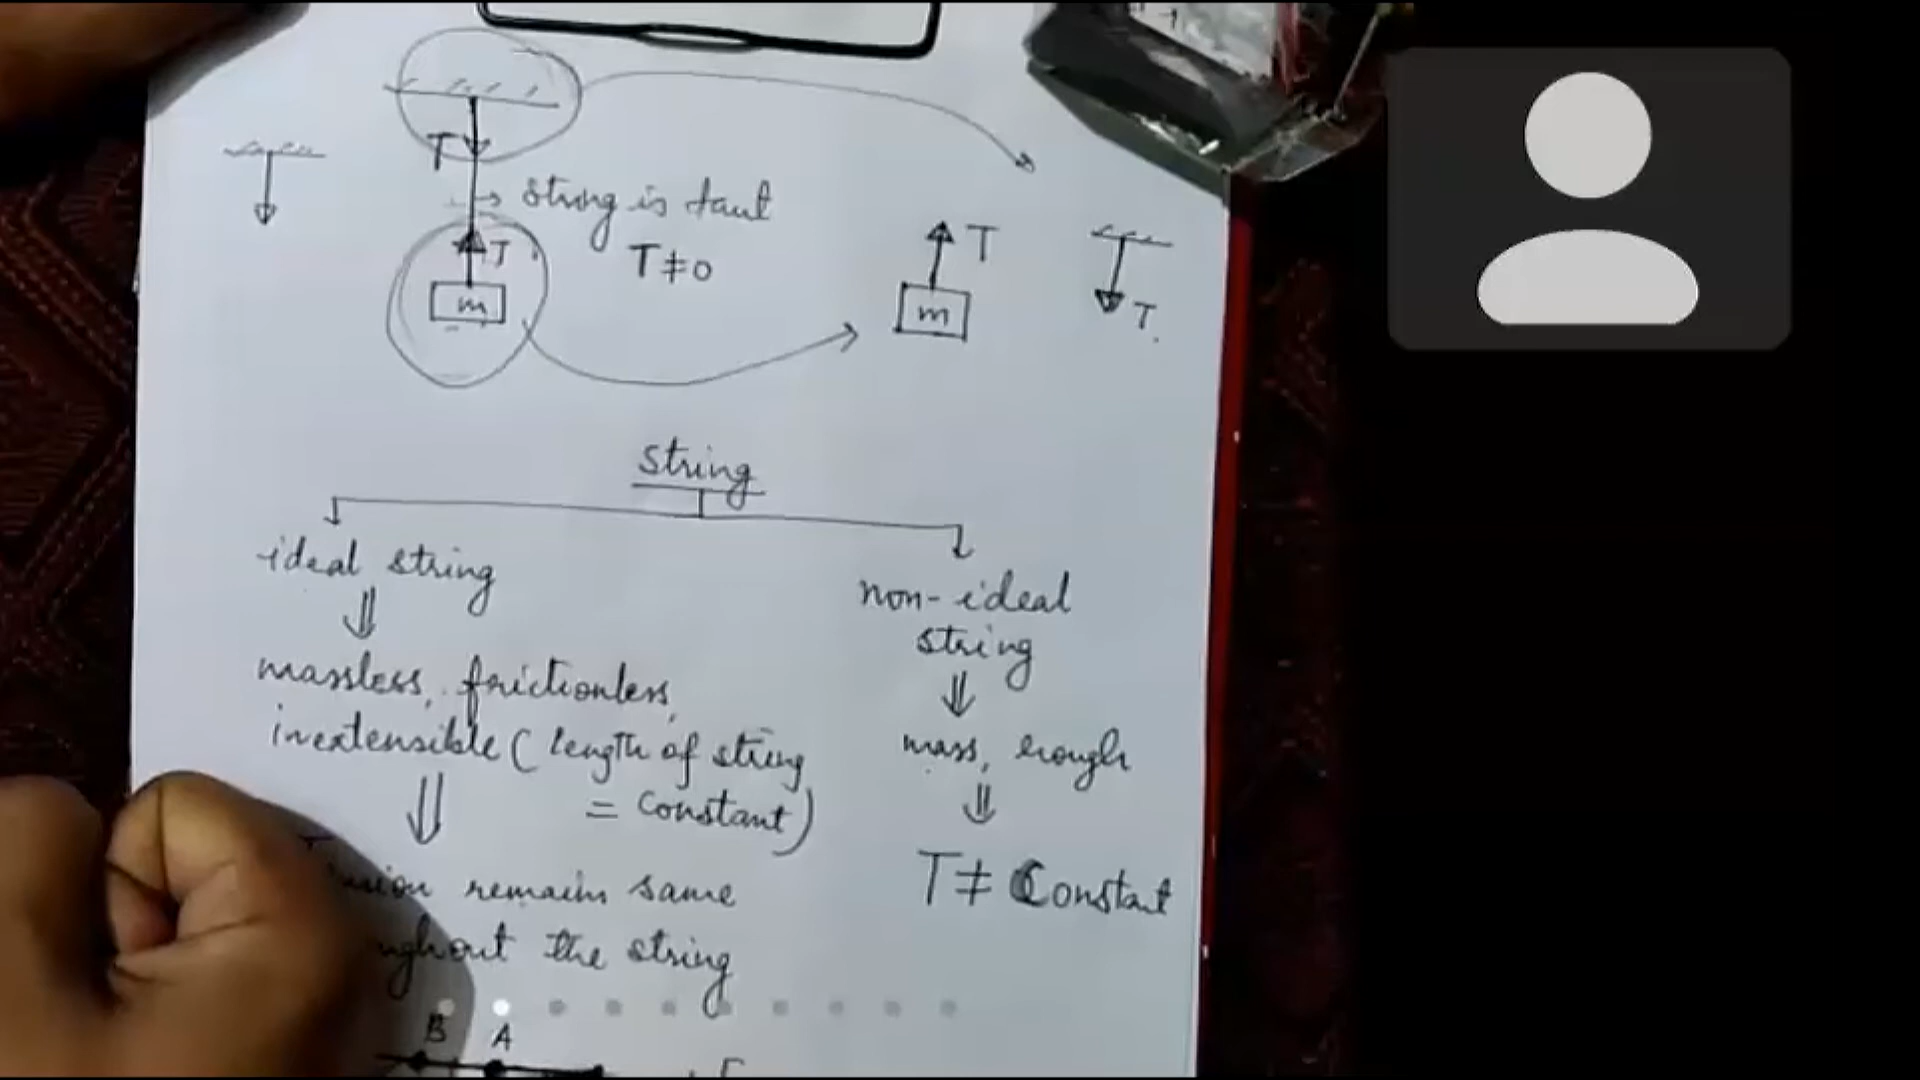 T
→ string is taut
T
T ≠ 0
m
T
m
T.
string
ideal string
⇓
massless, frictionless,
inextensible ( length of string
= constant)
⇓
remains same
the string
non-ideal
string
⇓
mass, rough
⇓
T ≠ Constant
B A